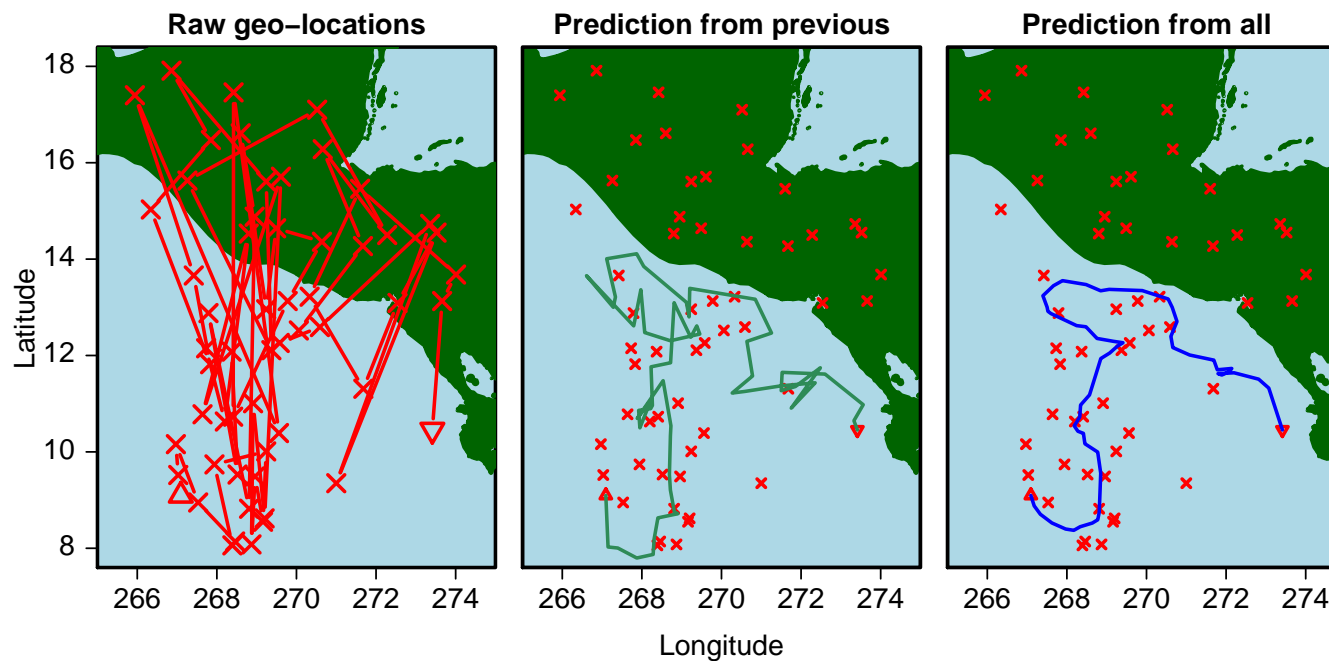 Raw geo−locations Prediction from previous Prediction from all
18
16
14
12
10
8
Latitude
266 268 270 272 274 266 268 270 272 274 266 268 270 272 274
Longitude